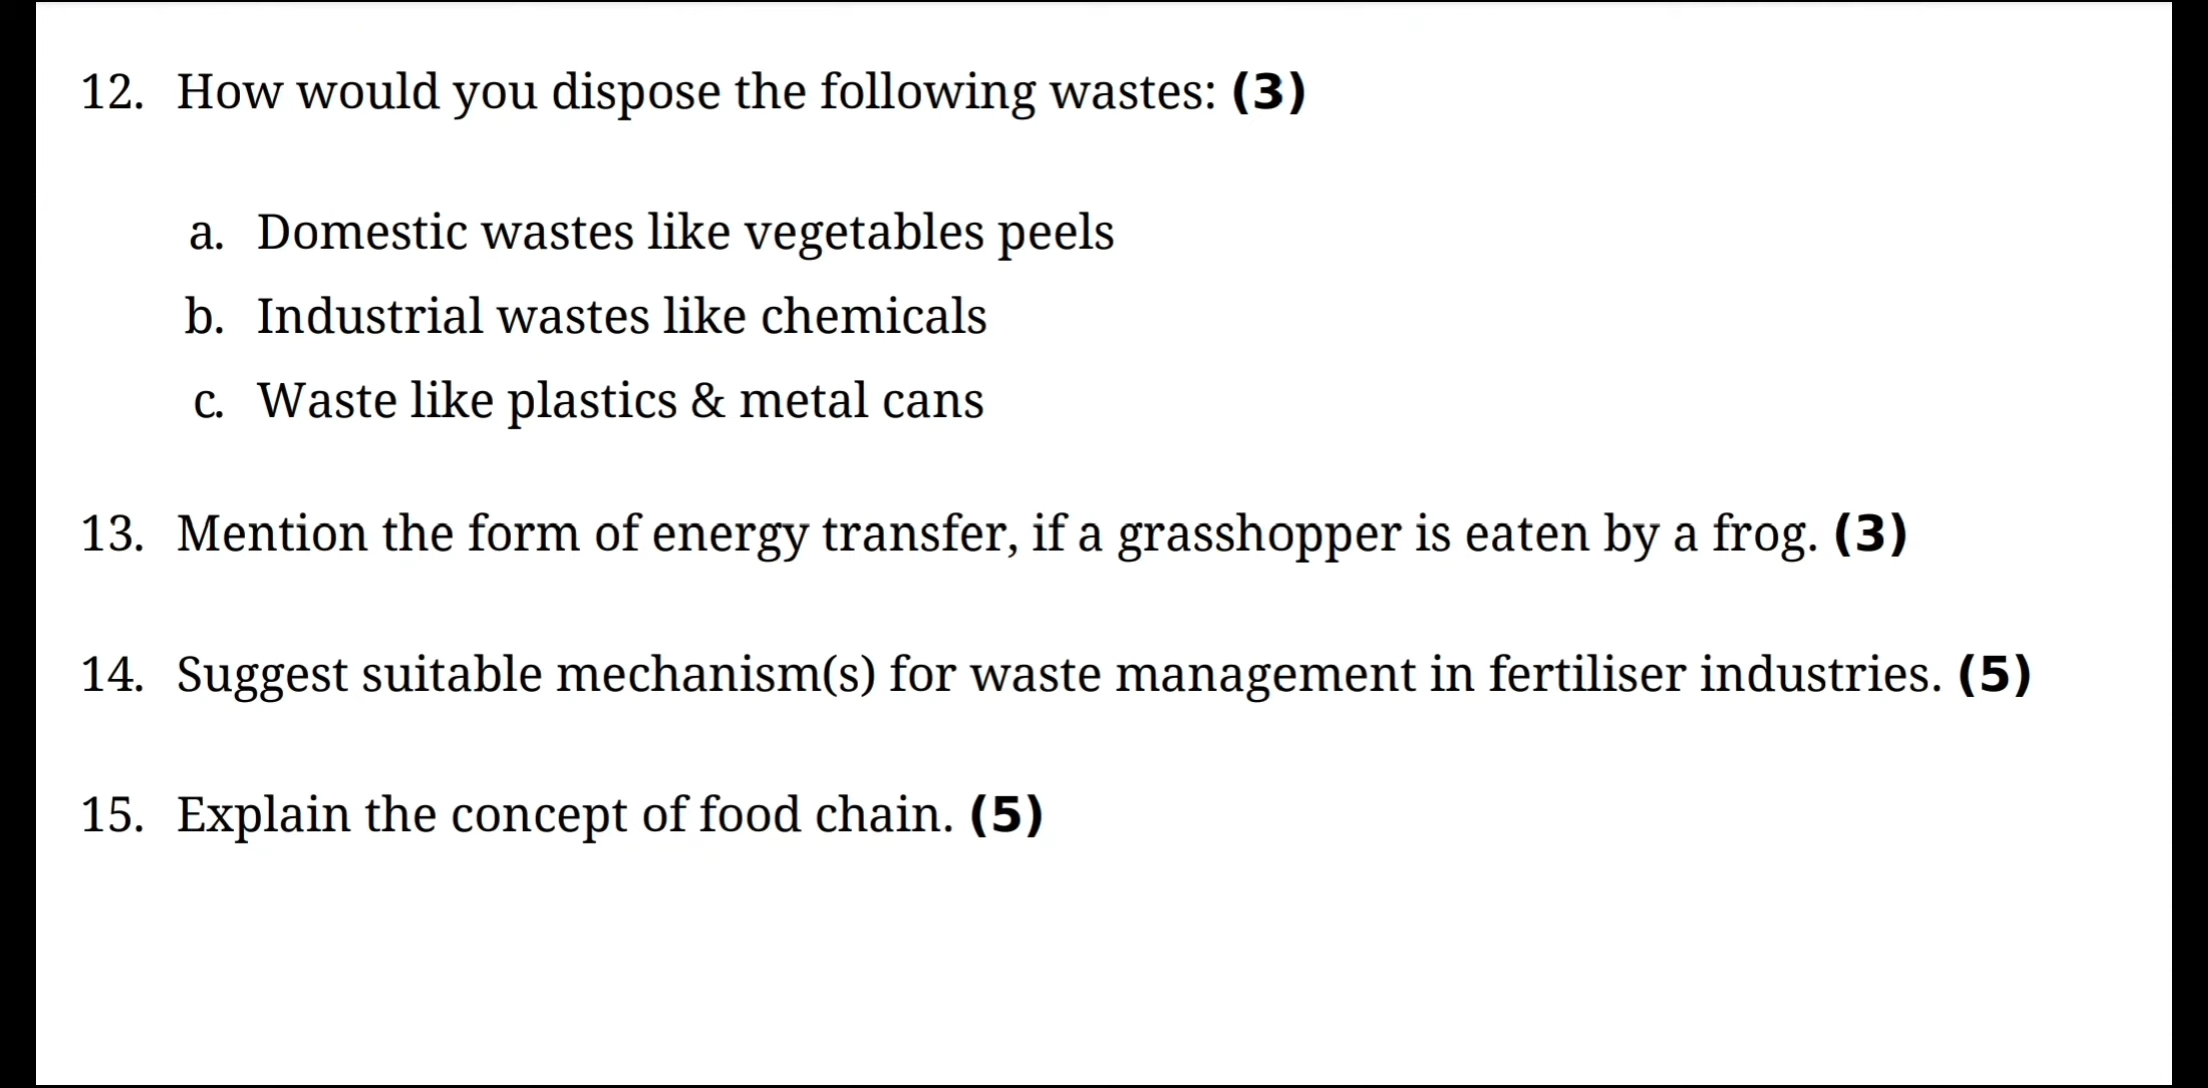 12. How would you dispose the following wastes: (3)
a. Domestic wastes like vegetables peels
b. Industrial wastes like chemicals
c. Waste like plastics & metal cans
13. Mention the form of energy transfer, if a grasshopper is eaten by a frog. (3)
14. Suggest suitable mechanism(s) for waste management in fertiliser industries. (5)
15. Explain the concept of food chain. (5)